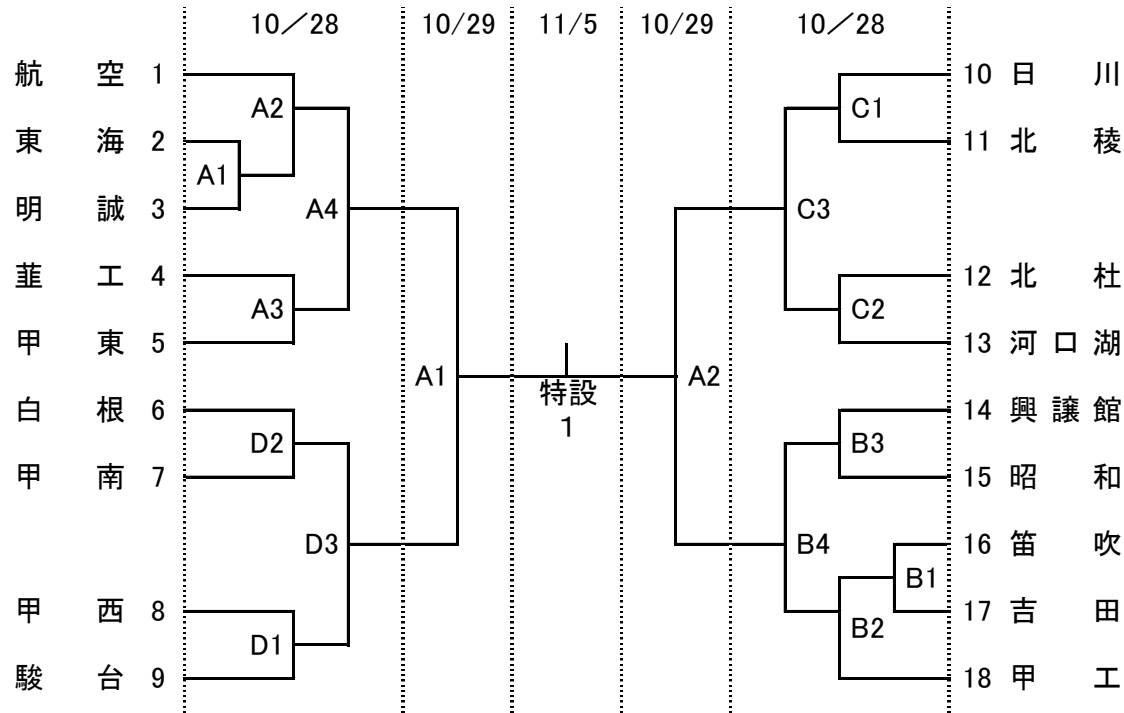 10／28 10/29 11/5 10/29 10／28
航空 1 10 日川
A2 C1
東海 2 11 北稜
A1
明誠 3 A4 C3
韮工 4 12 北杜
A3 C2
甲東 5 13 河口湖
A1 A2
特設
白根 6 14 興譲館
1
D2 B3
甲南 7 15 昭和
D3 B4 16 笛吹
B1
甲西 8 17 吉田
B2
D1
駿台 9 18 甲工